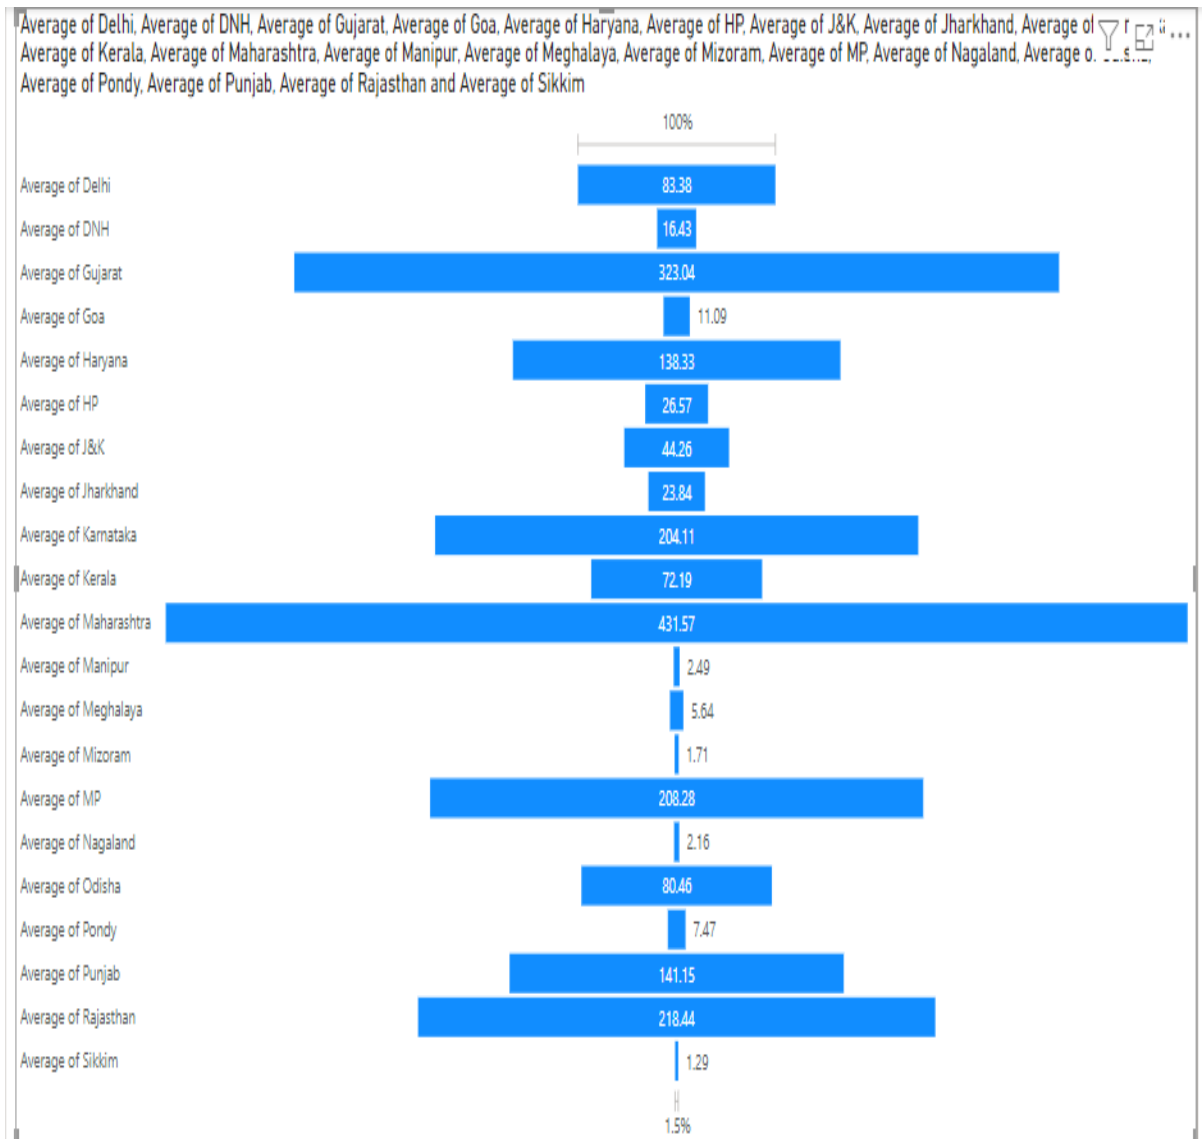 Average of Delhi, Average of DNH, Average of Gujarat, Average of Goa, Average of Haryana, Average of HP, Average of J&K, Average of Jharkhand, Average of
Average of Kerala, Average of Maharashtra, Average of Manipur, Average of Meghalaya, Average of Mizoram, Average of MP, Average of Nagaland, Average
Average of Pondy, Average of Punjab, Average of Rajasthan and Average of Sikkim
100%
Average of Delhi 83.38
Average of DNH 16.43
Average of Gujarat 323.04
Average of Goa 11.09
Average of Haryana 138.33
Average of HP 26.57
Average of J&K 44.26
Average of Jharkhand 23.84
Average of Karnataka 204.11
Average of Kerala 72.19
Average of Maharashtra 431.57
Average of Manipur 2.49
Average of Meghalaya 5.64
Average of Mizoram 1.71
Average of MP 208.28
Average of Nagaland 2.16
Average of Odisha 80.46
Average of Pondy 7.47
Average of Punjab 141.15
Average of Rajasthan 218.44
Average of Sikkim 1.29
1.5%